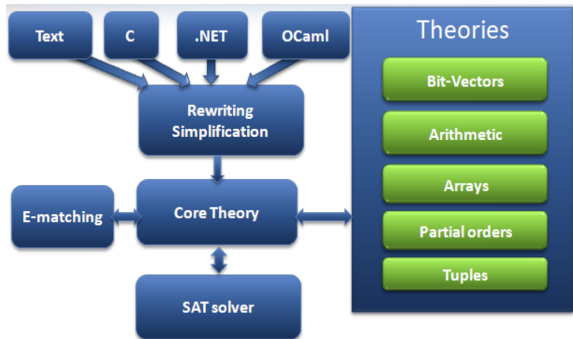 Text
C
.NET
OCaml
Theories
Bit-Vectors
Rewriting
Simplification
Arithmetic
Arrays
E-matching
Core Theory
Partial orders
Tuples
SAT solver